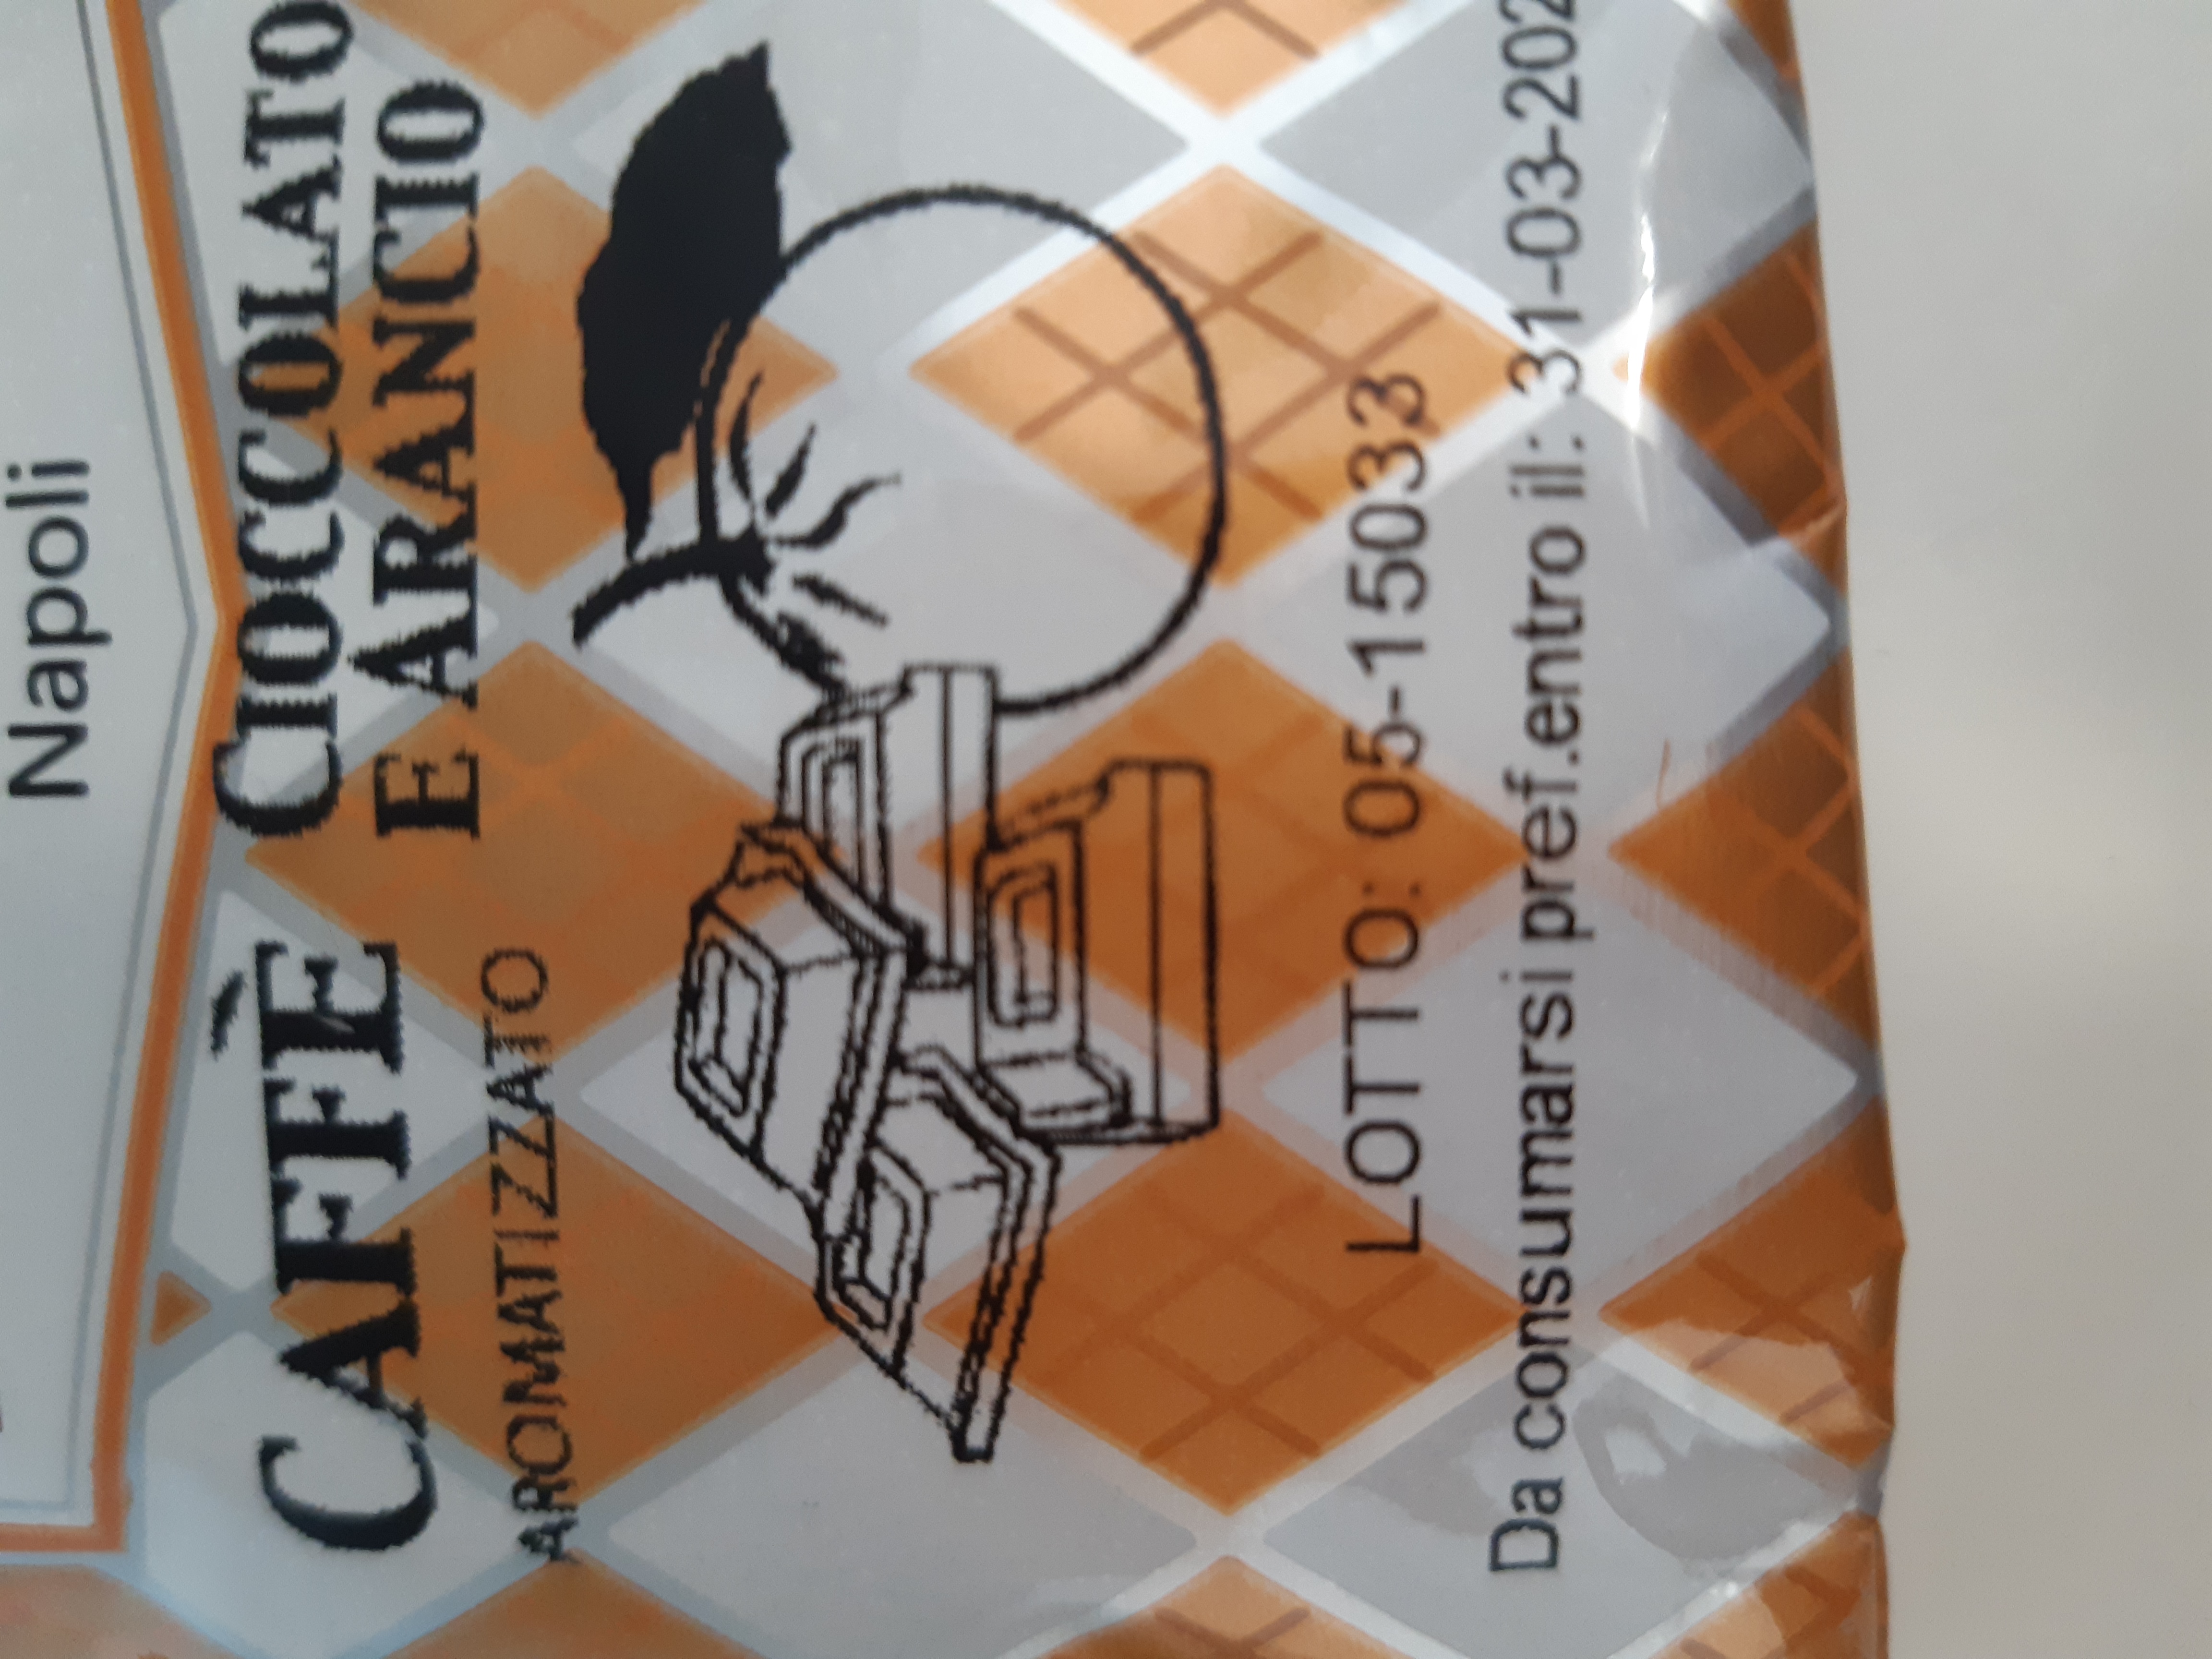 Napoli
CAFFÈ CIOCCOLATO
E ARANCIO
AROMATIZZATO
LOTTO: 05-15033
Da consumarsi pref.entro il: 31-03-202